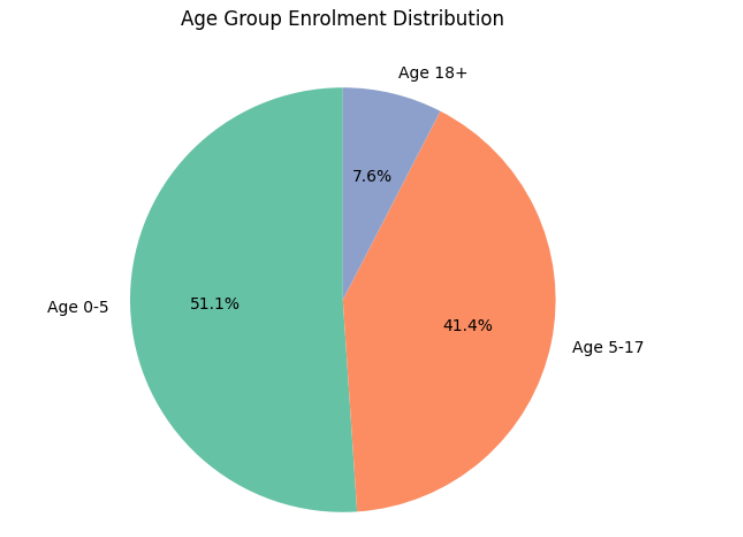 Age Group Enrolment Distribution
Age 18+
7.6%
Age 0-5
51.1%
41.4%
Age 5-17